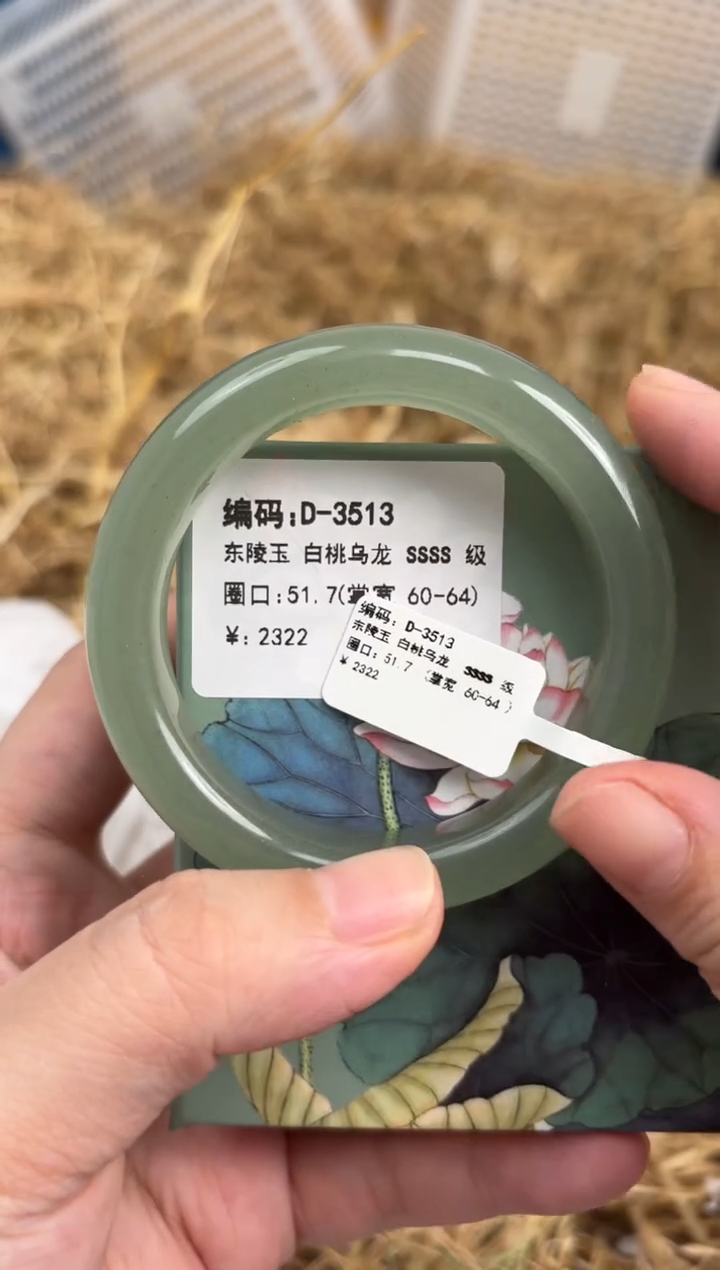 编码:D-3513
东陵玉 白桃乌龙 SSSS 级
圈口:51.7(掌宽 60-64)
¥: 2322
编码: D-3513
东陵玉 白桃乌龙 SSSS 级
圈口: 51.7 (掌宽 60-64)
¥ 2322